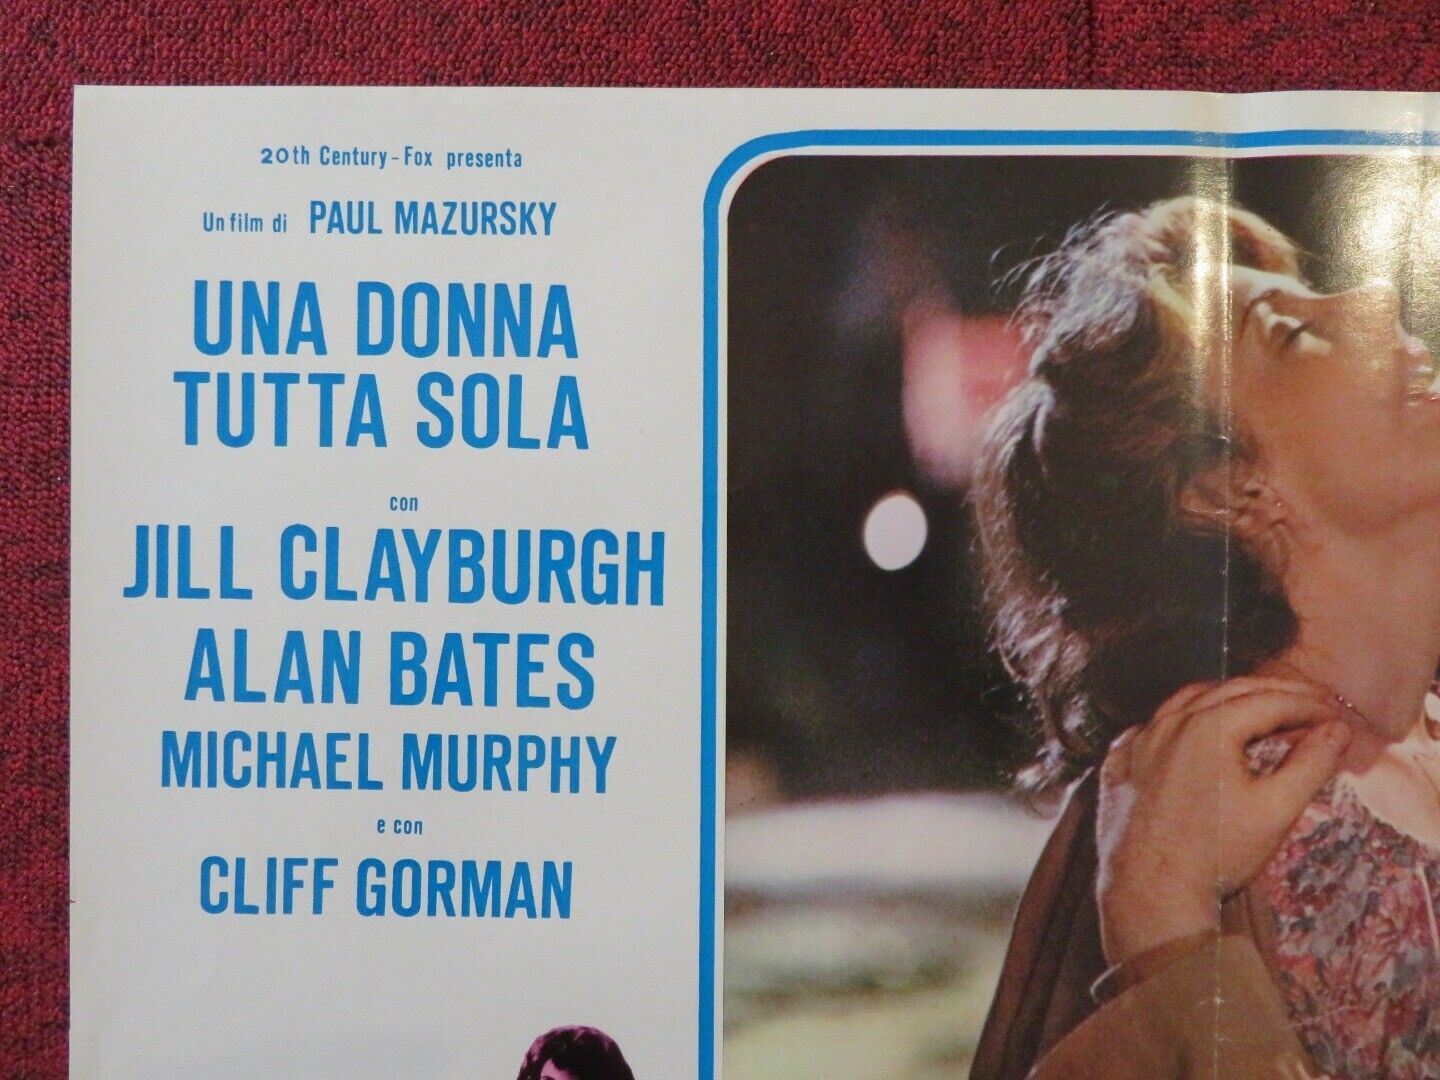 20th Century-Fox presenta
Un film di PAUL MAZURSKY
UNA DONNA
TUTTA SOLA
con
JILL CLAYBURGH
ALAN BATES
MICHAEL MURPHY
e con
CLIFF GORMAN